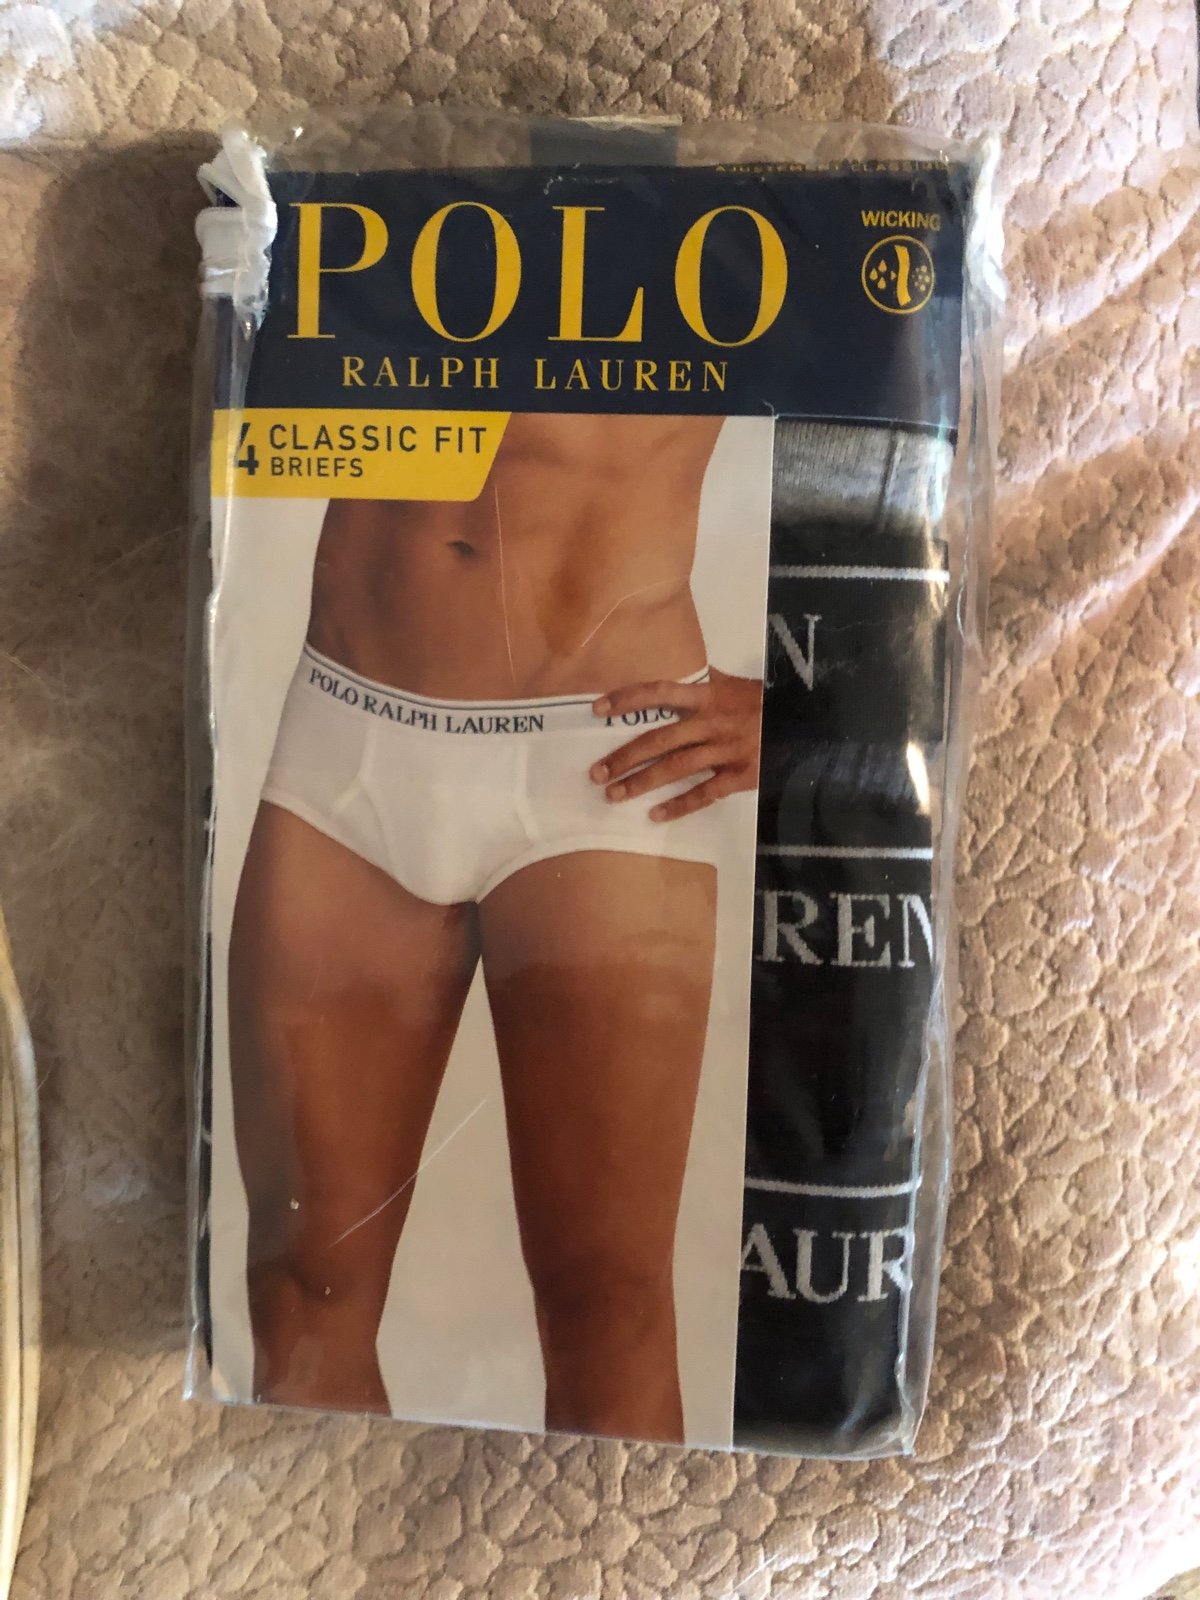 POLO
RALPH LAUREN
WICKING
4 CLASSIC FIT
BRIEFS
POLO RALPH LAUREN
POLO
N
REN
AUR